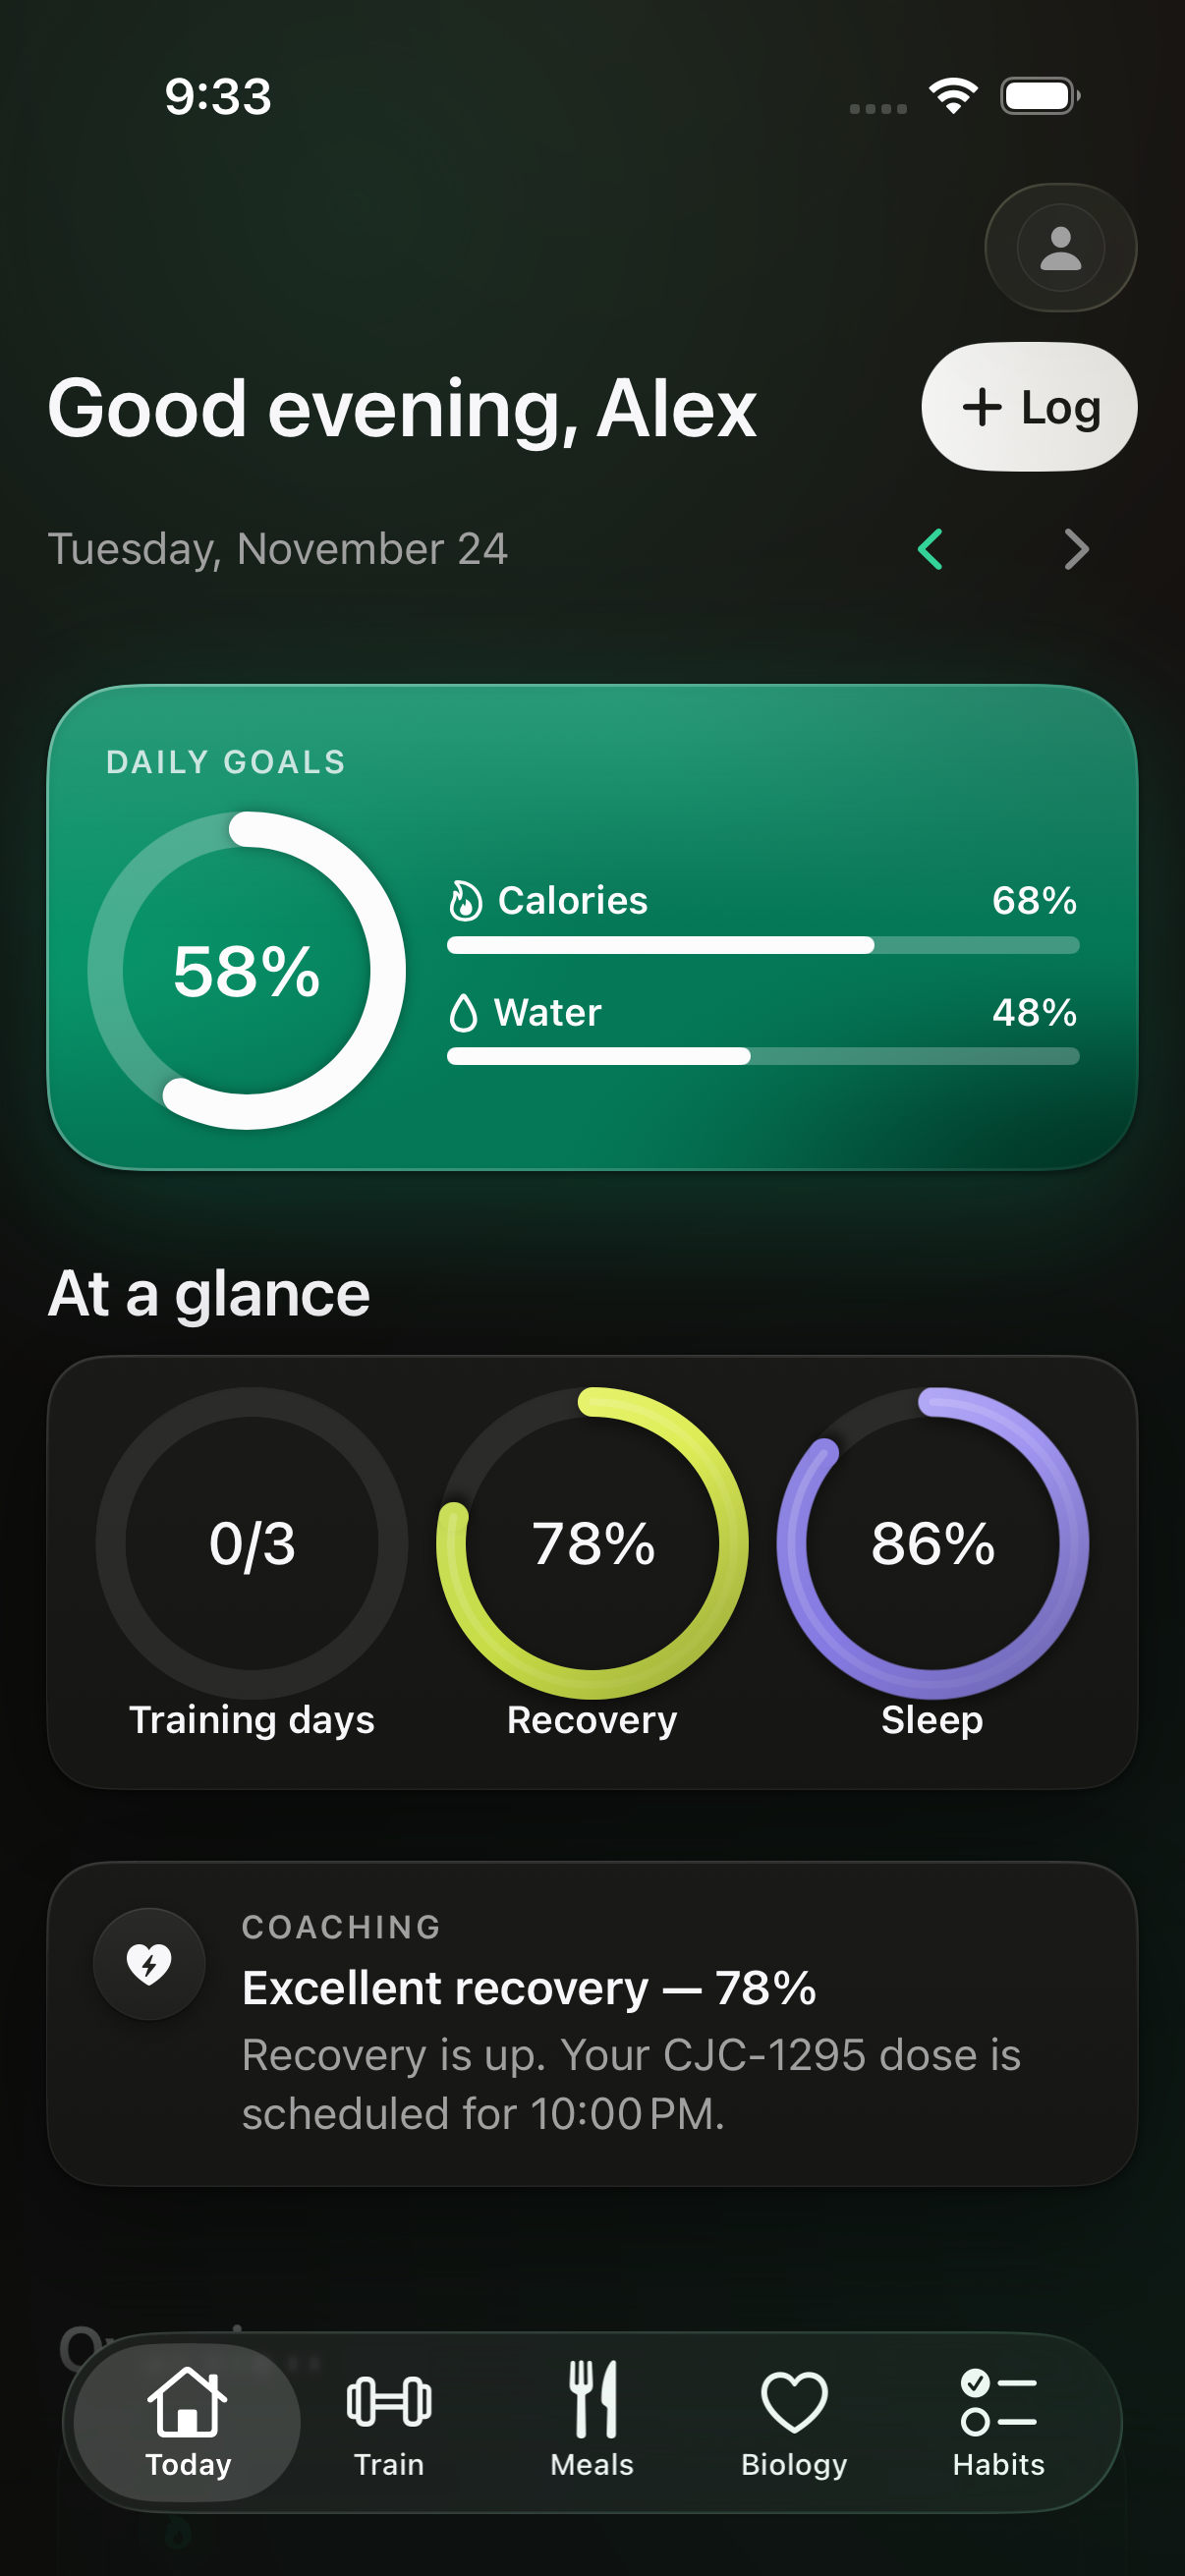 9:33
Good evening, Alex
+ Log
Tuesday, November 24
DAILY GOALS
58%
Calories 68%
Water 48%
At a glance
0/3 78% 86%
Training days Recovery Sleep
COACHING
Excellent recovery — 78%
Recovery is up. Your CJC-1295 dose is
scheduled for 10:00 PM.
Today Train Meals Biology Habits